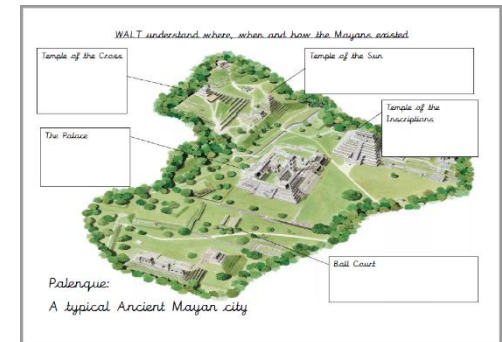 WALT understand where, when and how the Mayans existed
Temple of the Cross
Temple of the Sun
Temple of the
Inscriptions
The Palace
Ball Court
Palenque:
A typical Ancient Mayan city